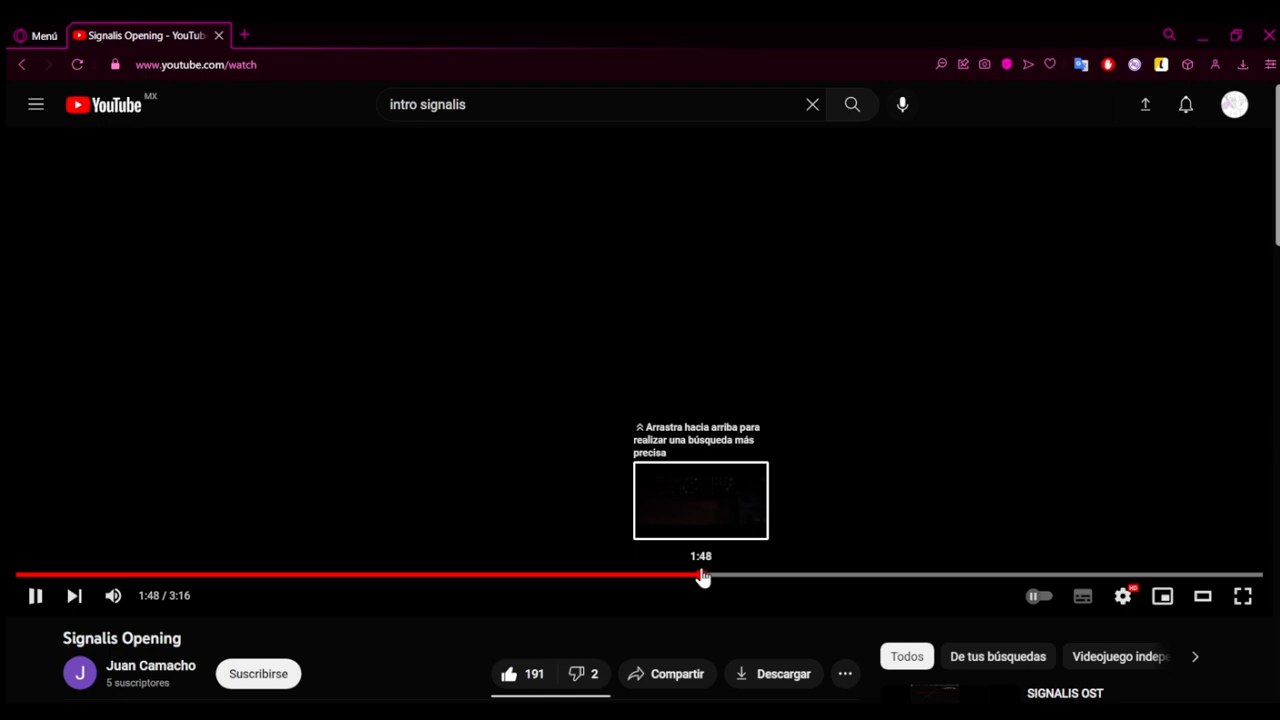 Menú
Signalis Opening - YouTub
www.youtube.com/watch
YouTube MX
intro signalis
Arrastra hacia arriba para
realizar una búsqueda más
precisa
1:48
1:48 / 3:16
HD
Signalis Opening
J
Juan Camacho
5 suscriptores
Suscribirse
191
2
Compartir
Descargar
Todos
De tus búsquedas
Videojuego indepe
SIGNALIS OST